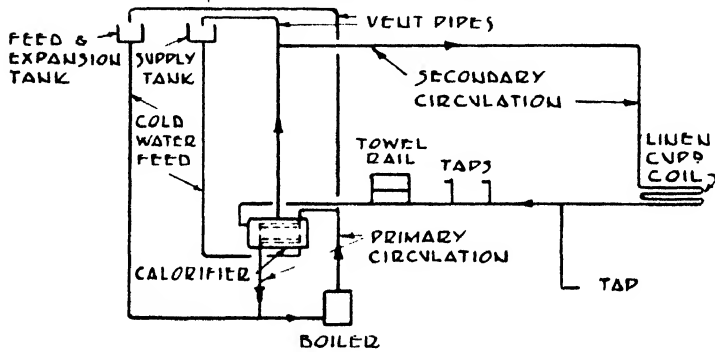 FEED &
EXPANSION
TANK
SUPPLY
TANK
VENT PIPES
SECONDARY
CIRCULATION
COLD
WATER
FEED
TOWEL
RAIL
TAPS
LINEN
CUPD
COIL
CALORIFIER
PRIMARY
CIRCULATION
TAP
BOILER